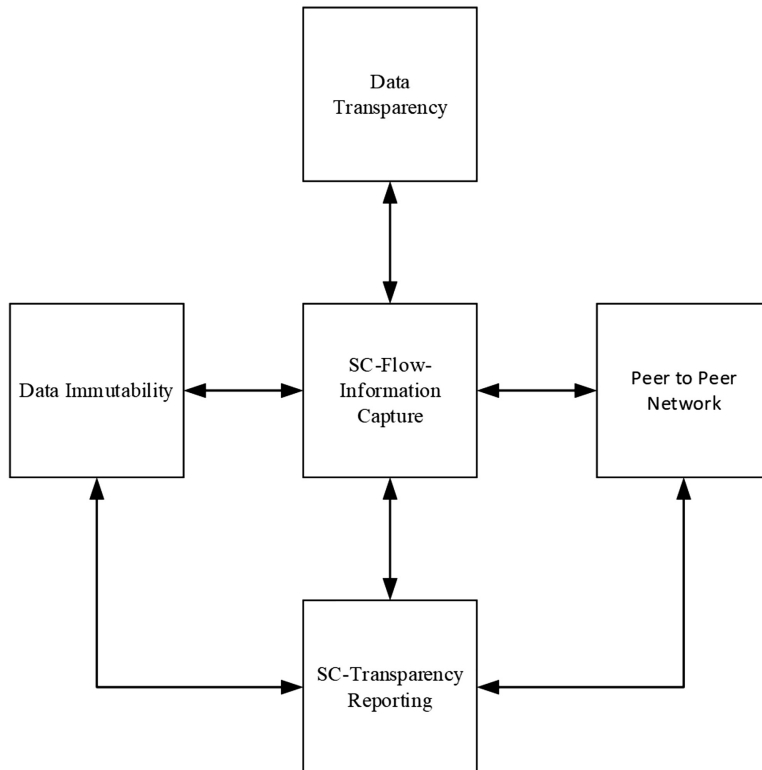 Data
Transparency
Data Immutability
SC-Flow-
Information
Capture
Peer to Peer
Network
SC-Transparency
Reporting